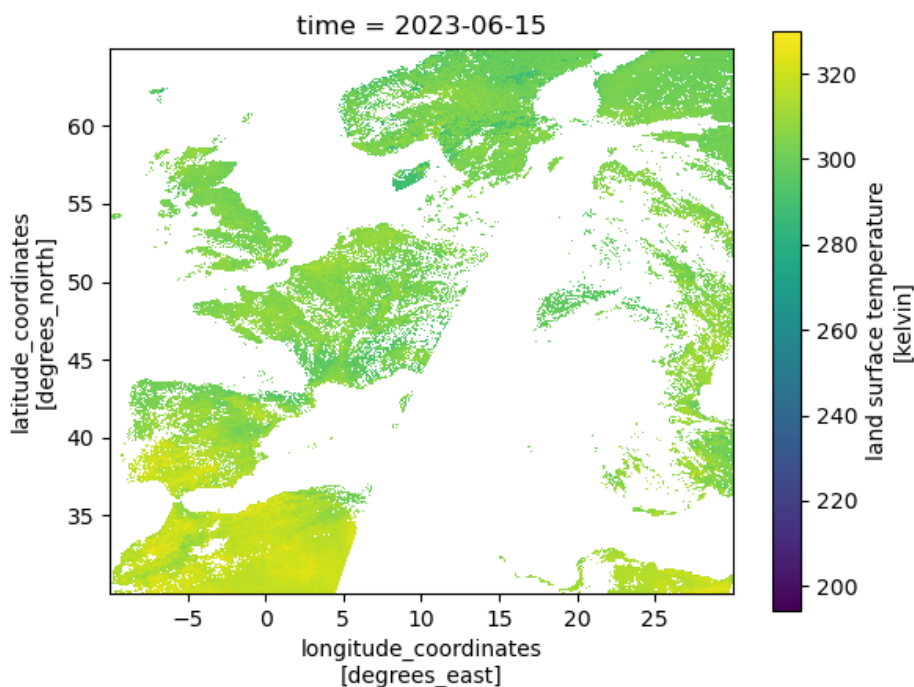 time = 2023-06-15
60
55
50
45
40
35
latitude_coordinates
[degrees_north]
−5
0
5
10
15
20
25
longitude_coordinates
[degrees_east]
320
300
280
260
240
220
200
land surface temperature
[kelvin]